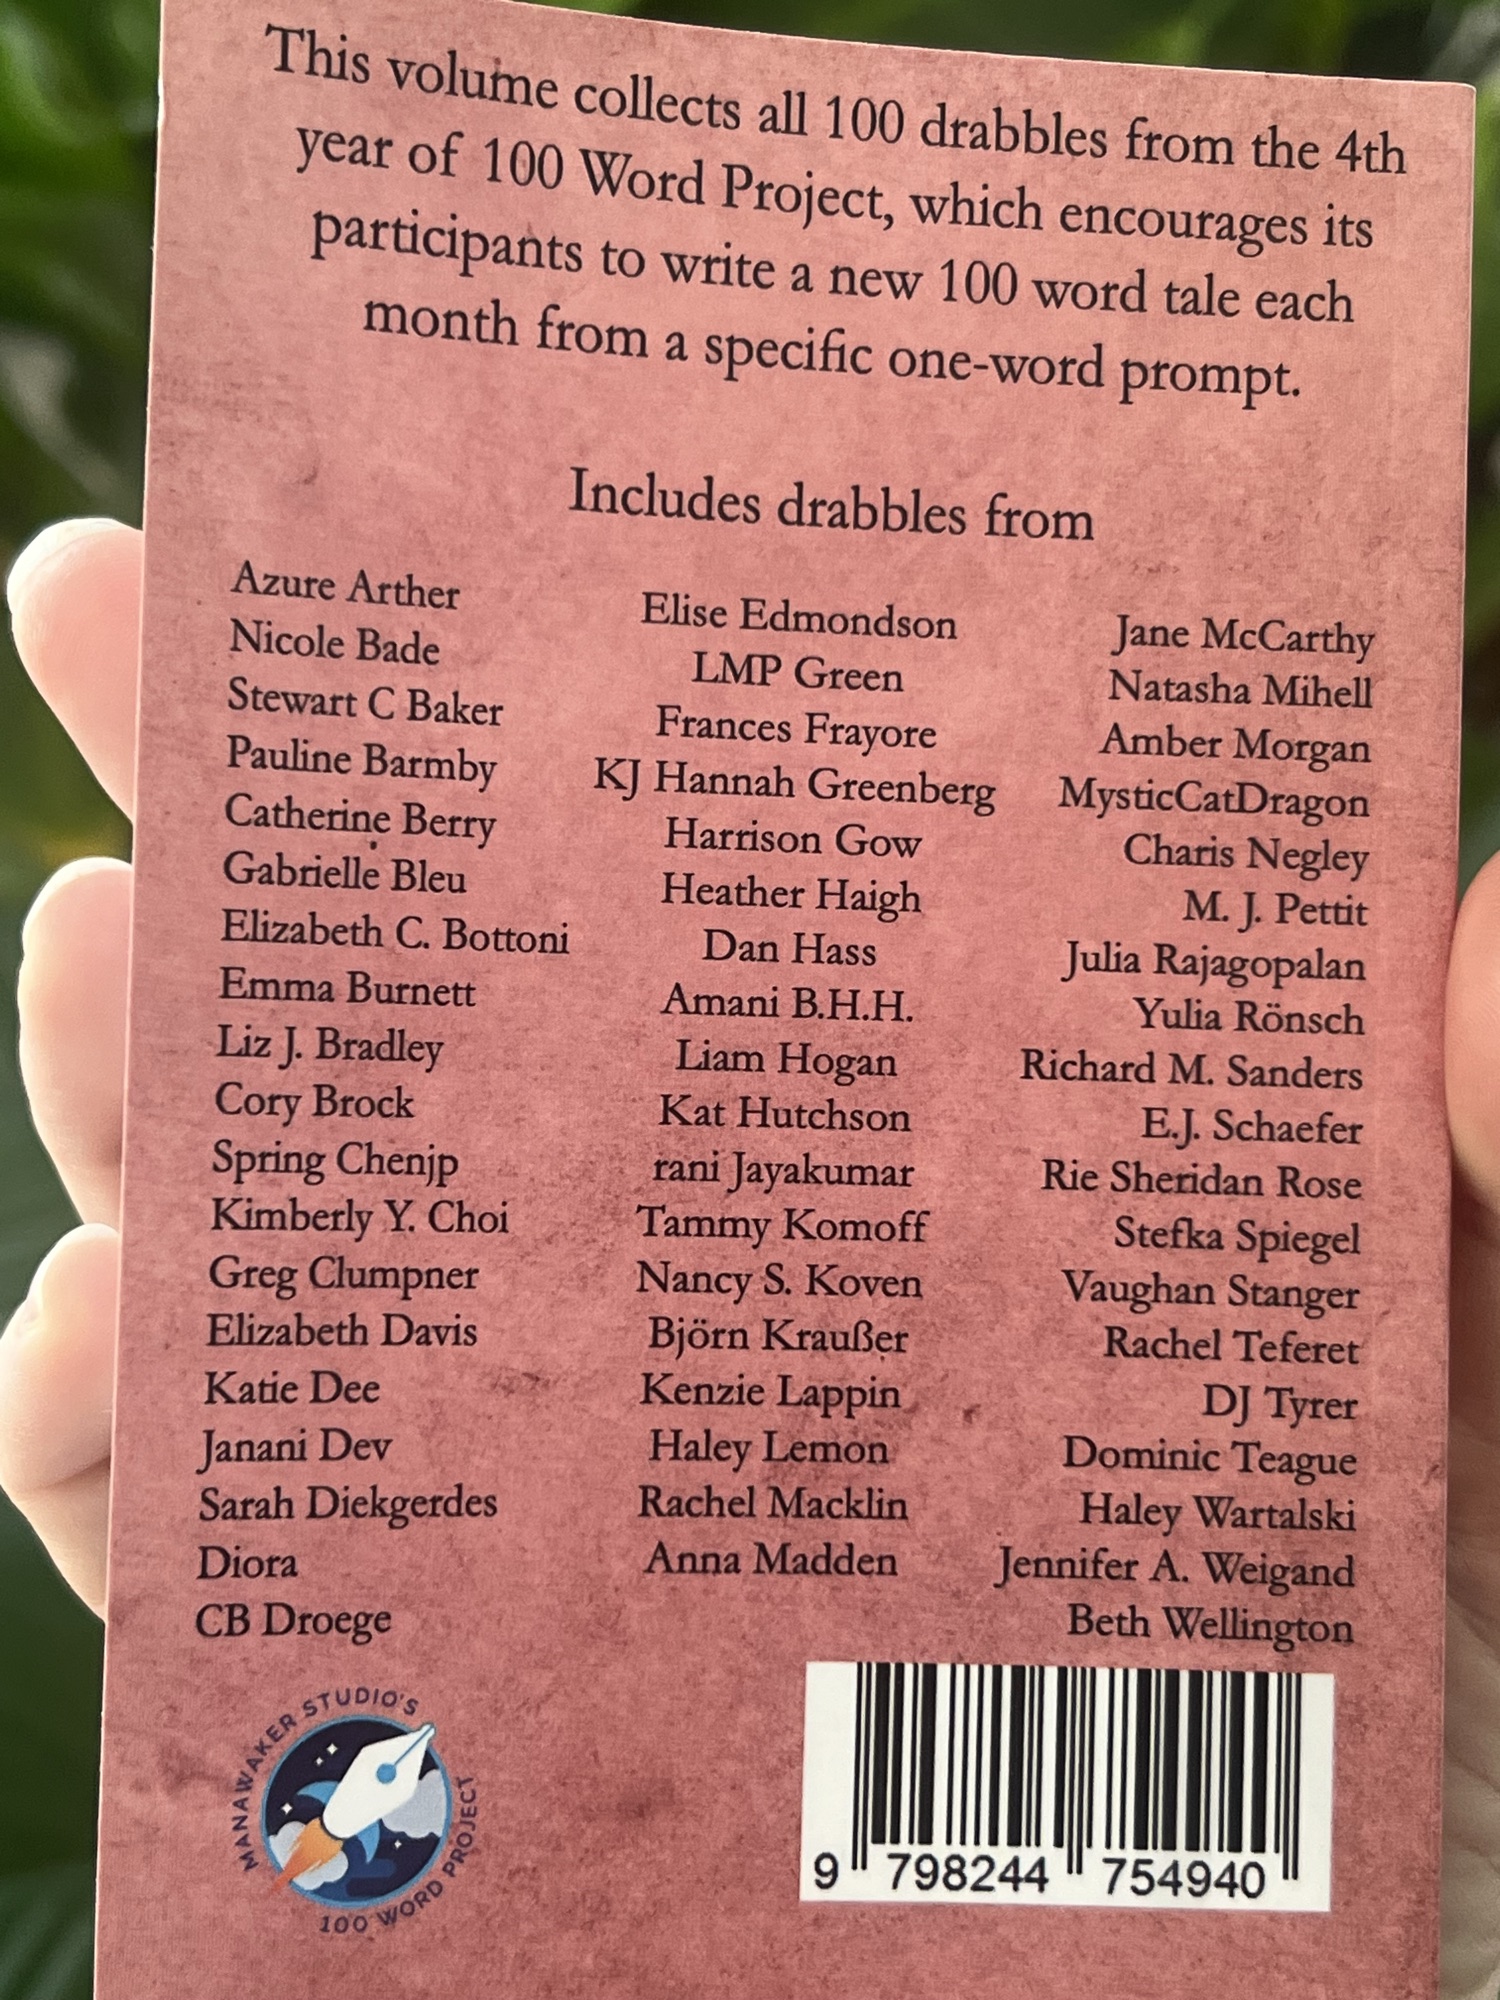 This volume collects all 100 drabbles from the 4th
year of 100 Word Project, which encourages its
participants to write a new 100 word tale each
month from a specific one-word prompt.
Includes drabbles from
Azure Arther
Nicole Bade
Stewart C Baker
Pauline Barmby
Catherine Berry
Gabrielle Bleu
Elizabeth C. Bottoni
Emma Burnett
Liz J. Bradley
Cory Brock
Spring Chenjp
Kimberly Y. Choi
Greg Clumpner
Elizabeth Davis
Katie Dee
Janani Dev
Sarah Diekgerdes
Diora
CB Droege
Elise Edmondson
LMP Green
Frances Frayore
KJ Hannah Greenberg
Harrison Gow
Heather Haigh
Dan Hass
Amani B.H.H.
Liam Hogan
Kat Hutchson
rani Jayakumar
Tammy Komoff
Nancy S. Koven
Björn Kraußer
Kenzie Lappin
Haley Lemon
Rachel Macklin
Anna Madden
Jane McCarthy
Natasha Mihell
Amber Morgan
MysticCatDragon
Charis Negley
M. J. Pettit
Julia Rajagopalan
Yulia Rönsch
Richard M. Sanders
E.J. Schaefer
Rie Sheridan Rose
Stefka Spiegel
Vaughan Stanger
Rachel Teferet
DJ Tyrer
Dominic Teague
Haley Wartalski
Jennifer A. Weigand
Beth Wellington
MANAWAKER STUDIO'S
100 WORD PROJECT
9 798244 754940